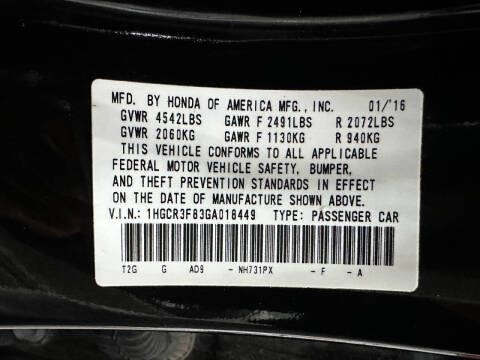 MFD. BY HONDA OF AMERICA MFG., INC. 01/'16
GVWR 4542LBS GAWR F 2491LBS R 2072LBS
GVWR 2060KG GAWR F 1130KG R 940KG
THIS VEHICLE CONFORMS TO ALL APPLICABLE
FEDERAL MOTOR VEHICLE SAFETY, BUMPER,
AND THEFT PREVENTION STANDARDS IN EFFECT
ON THE DATE OF MANUFACTURE SHOWN ABOVE.
V.I.N.: 1HGCR3F83GA018449 TYPE: PASSENGER CAR
T2G G AD9 - NH731PX - F - A